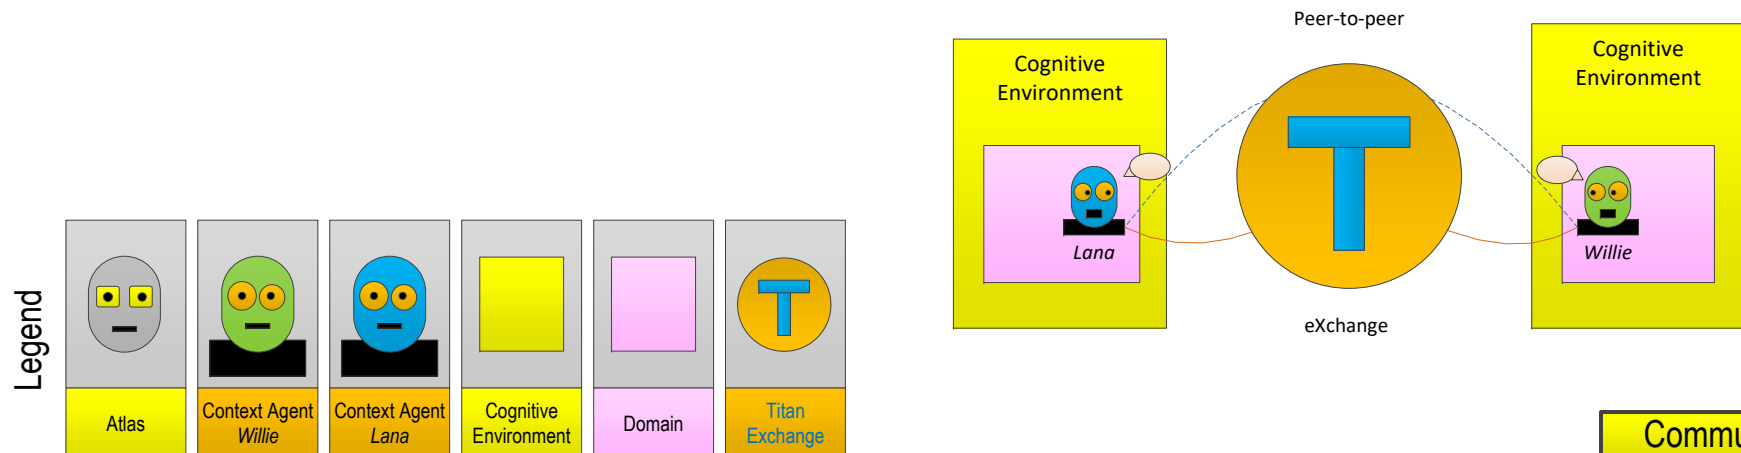 Peer-to-peer
Cognitive
Environment
Cognitive
Environment
T
Lana
Willie
eXchange
Legend
T
Atlas
Context Agent
Willie
Context Agent
Lana
Cognitive
Environment
Domain
Titan
Exchange